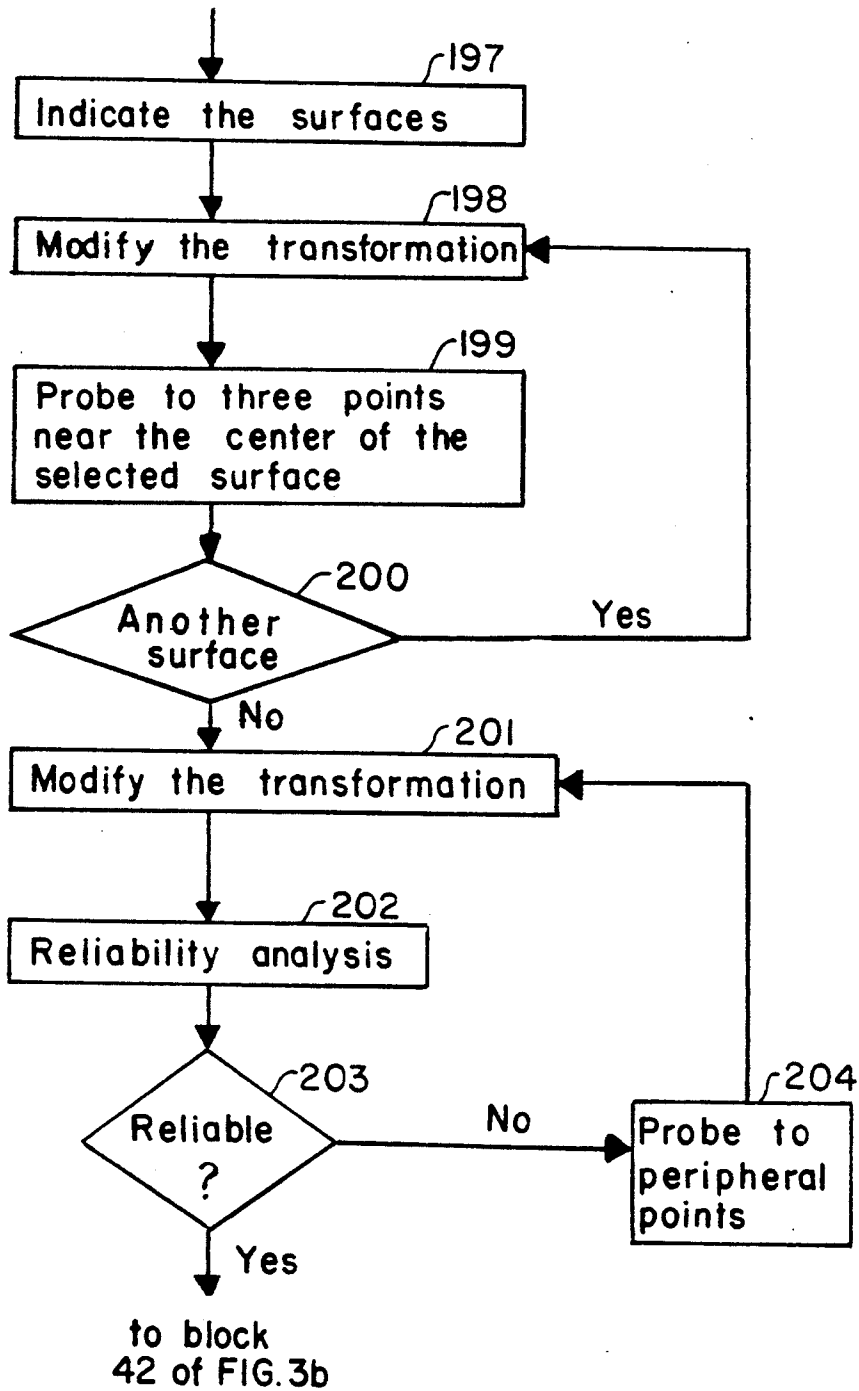 197
Indicate the surfaces
198
Modify the transformation
199
Probe to three points
near the center of the
selected surface
200
Another
surface
Yes
No
201
Modify the transformation
202
Reliability analysis
203
Reliable
?
No
204
Probe to
peripheral
points
Yes
to block
42 of FIG. 3b